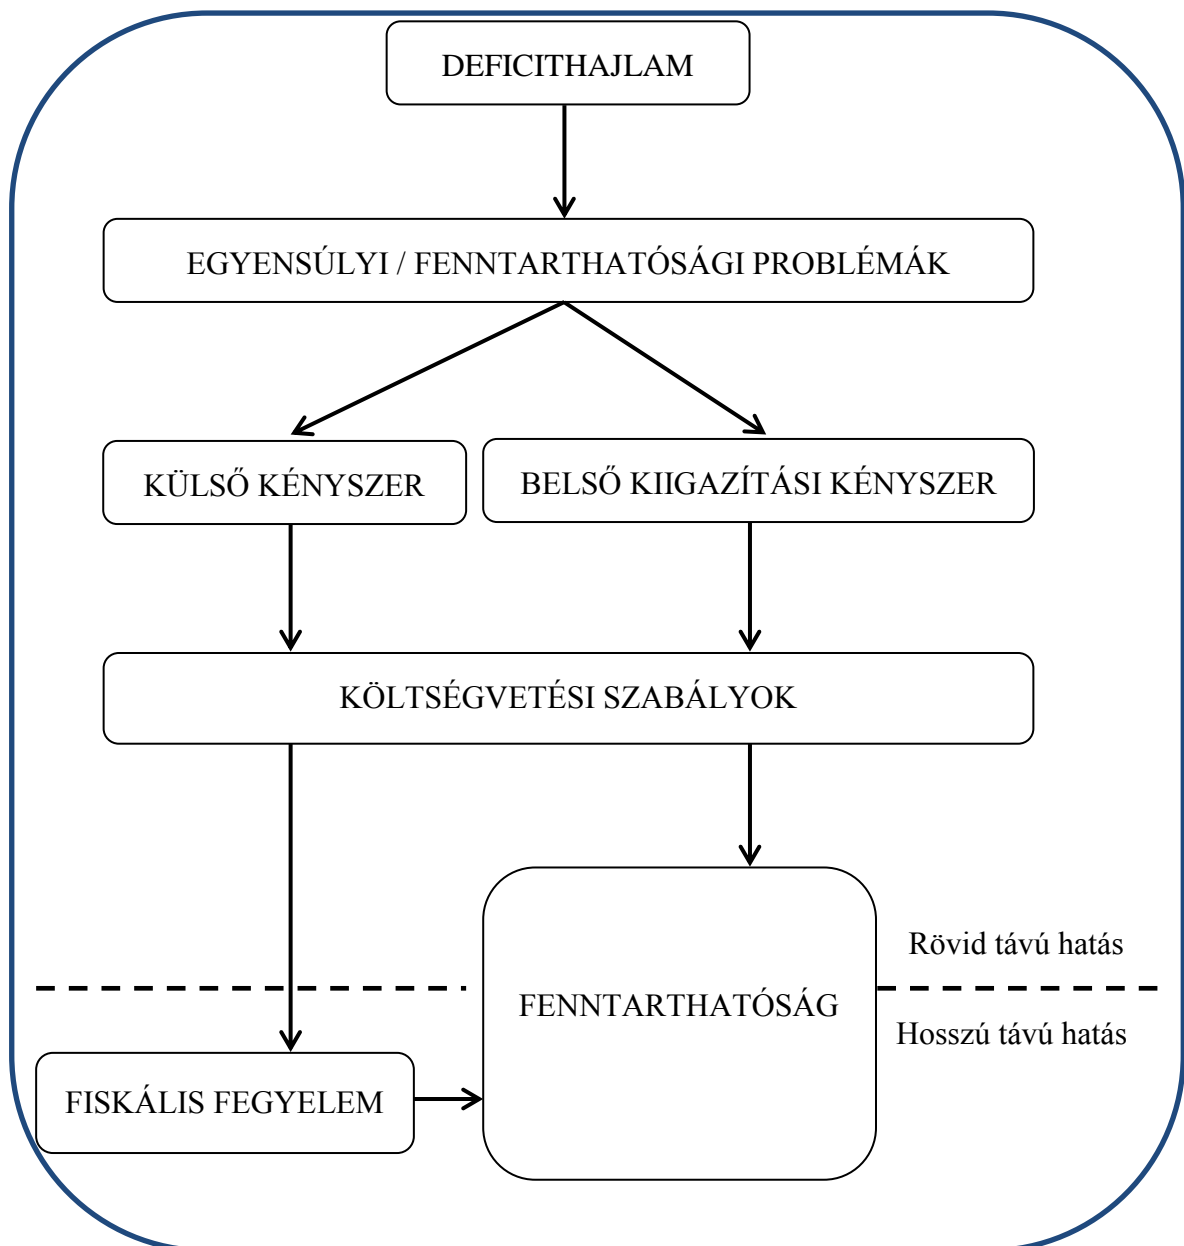 DEFICITHAJLAM
EGYENSÚLYI / FENNTARTHATÓSÁGI PROBLÉMÁK
KÜLSŐ KÉNYSZER
BELSŐ KIIGAZÍTÁSI KÉNYSZER
KÖLTSÉGVETÉSI SZABÁLYOK
Rövid távú hatás
FENNTARTHATÓSÁG
Hosszú távú hatás
FISKÁLIS FEGYELEM